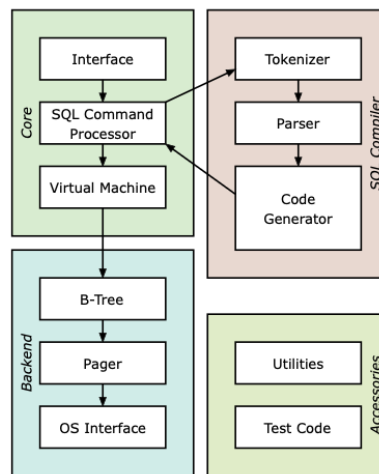 Core
Interface
SQL Command
Processor
Virtual Machine
SQL Compiler
Tokenizer
Parser
Code
Generator
Backend
B-Tree
Pager
OS Interface
Accessories
Utilities
Test Code